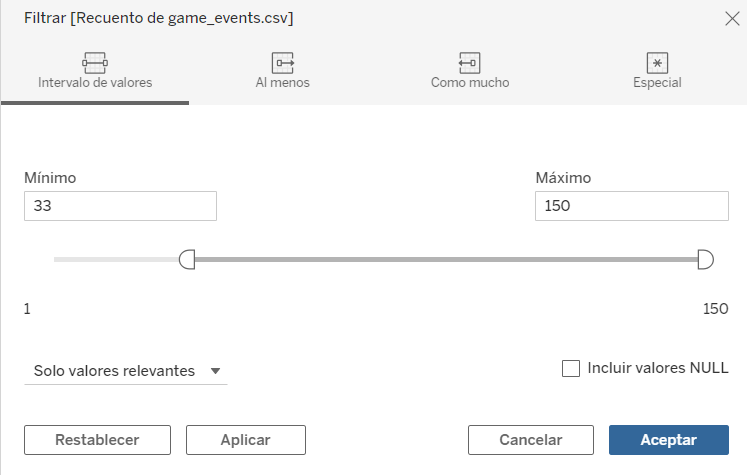 Filtrar [Recuento de game_events.csv]
Intervalo de valores
Al menos
Como mucho
Especial
Mínimo
Máximo
33
150
1
150
Solo valores relevantes
Incluir valores NULL
Restablecer
Aplicar
Cancelar
Aceptar